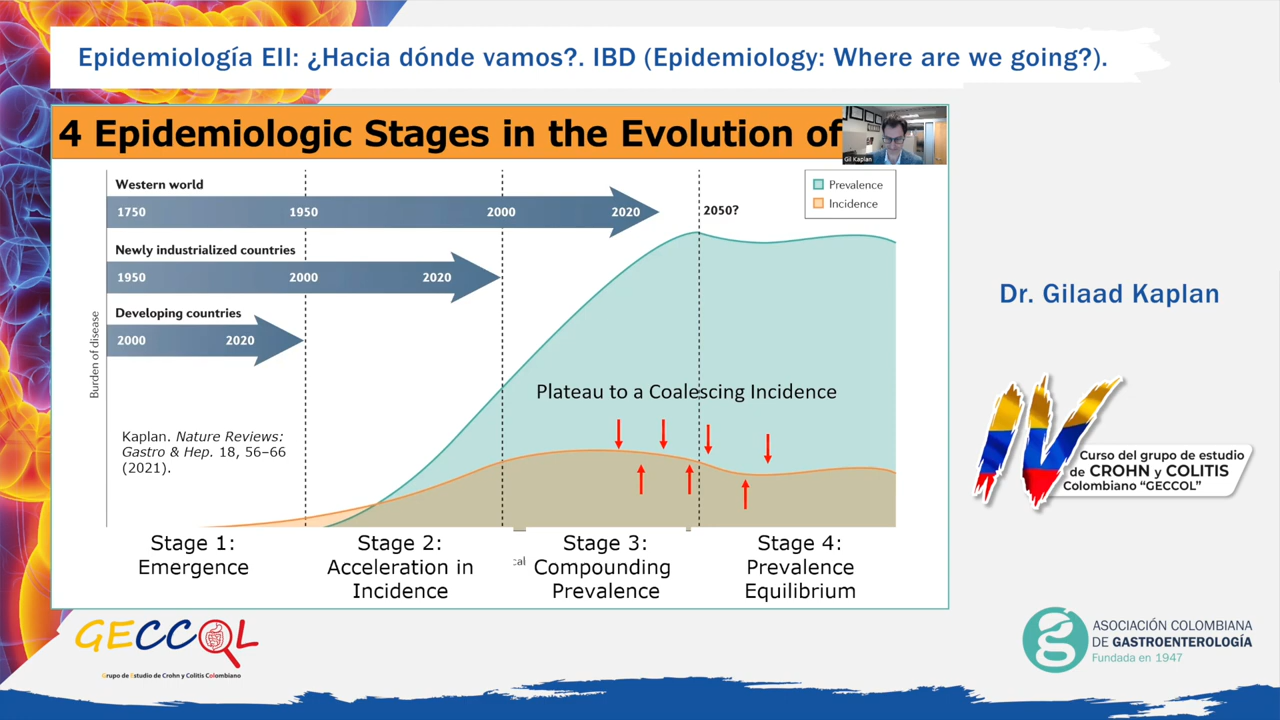 Epidemiología EII: ¿Hacia dónde vamos?. IBD (Epidemiology: Where are we going?).
4 Epidemiologic Stages in the Evolution of
Gil Kaplan
Western world
1750 1950 2000 2020
2050?
Prevalence
Incidence
Newly industrialized countries
1950 2000 2020
Developing countries
2000 2020
Burden of disease
Plateau to a Coalescing Incidence
Kaplan. Nature Reviews:
Gastro & Hep. 18, 56–66
(2021).
Stage 1:
Emergence
Stage 2:
Acceleration in
Incidence
cal
Stage 3:
Compounding
Prevalence
Stage 4:
Prevalence
Equilibrium
Dr. Gilaad Kaplan
IV
Curso del grupo de estudio
de CROHN y COLITIS
Colombiano “GECCOL”
GECCOL
Grupo de Estudio de Crohn y Colitis Colombiano
ASOCIACIÓN COLOMBIANA
DE GASTROENTEROLOGÍA
Fundada en 1947